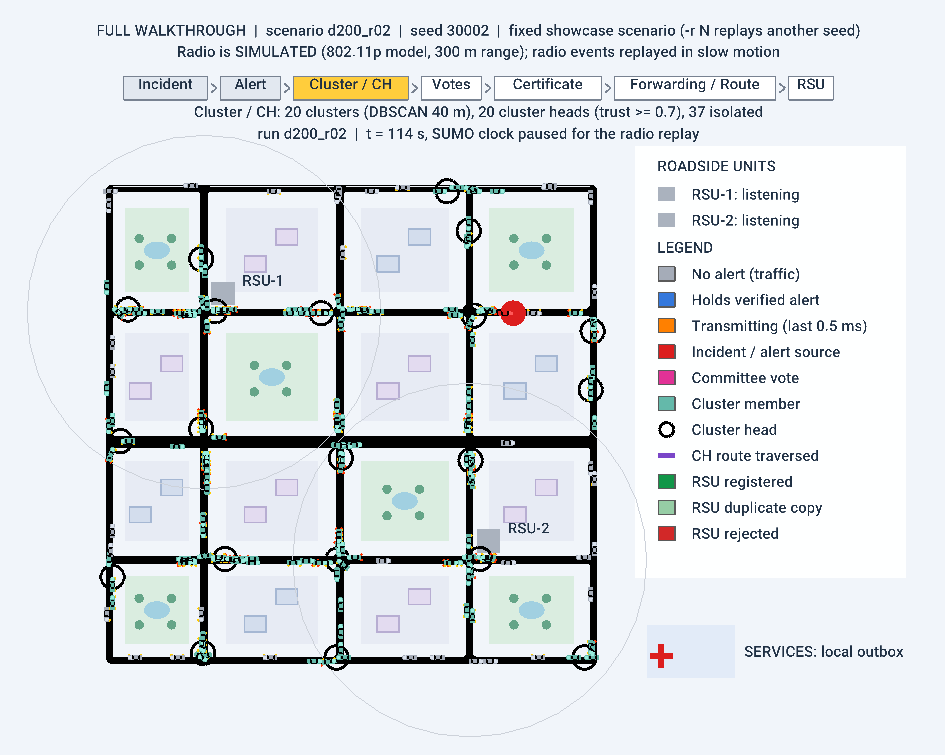 FULL WALKTHROUGH | scenario d200_r02 | seed 30002 | fixed showcase scenario (-r N replays another seed)
Radio is SIMULATED (802.11p model, 300 m range); radio events replayed in slow motion
Incident > Alert > Cluster / CH > Votes > Certificate > Forwarding / Route > RSU
Cluster / CH: 20 clusters (DBSCAN 40 m), 20 cluster heads (trust >= 0.7), 37 isolated
run d200_r02 | t = 114 s, SUMO clock paused for the radio replay
RSU-1
RSU-2
ROADSIDE UNITS
RSU-1: listening
RSU-2: listening
LEGEND
No alert (traffic)
Holds verified alert
Transmitting (last 0.5 ms)
Incident / alert source
Committee vote
Cluster member
Cluster head
CH route traversed
RSU registered
RSU duplicate copy
RSU rejected
SERVICES: local outbox